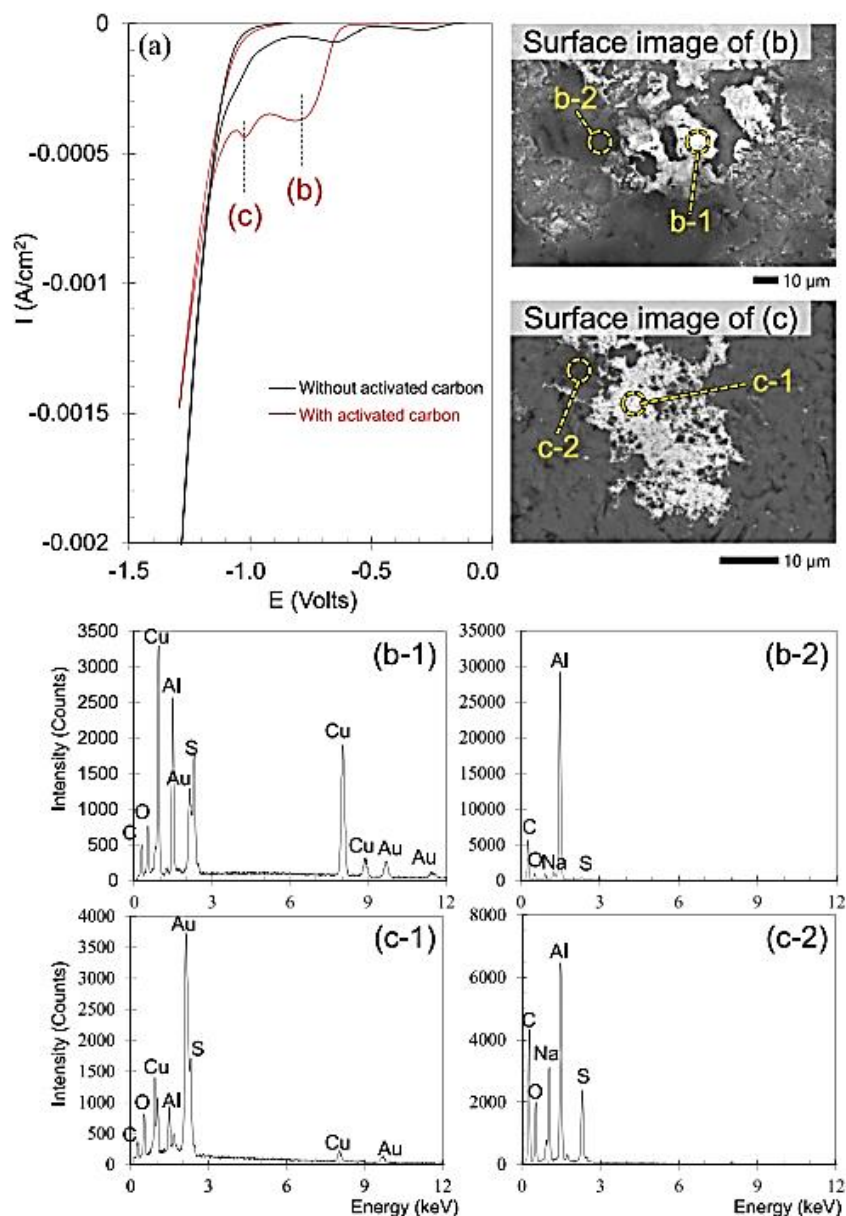 (a)
0
-0.0005
-0.001
-0.0015
-0.002
I (A/cm²)
-1.5
-1.0
-0.5
0.0
E (Volts)
(c)
(b)
Without activated carbon
With activated carbon
Surface image of (b)
b-2
b-1
10 µm
Surface image of (c)
c-1
c-2
10 µm
(b-1)
3500
3000
2500
2000
1500
1000
500
0
Intensity (Counts)
C
O
Cu
Al
Au
S
Cu
Cu
Au
Au
0
3
6
9
12
(b-2)
35000
30000
25000
20000
15000
10000
5000
0
C
O
Na
Al
S
0
3
6
9
12
(c-1)
4000
3500
3000
2500
2000
1500
1000
500
0
Intensity (Counts)
C
O
Cu
Al
Au
S
Cu
Au
0
3
6
9
12
Energy (keV)
(c-2)
8000
6000
4000
2000
0
C
O
Na
Al
S
0
3
6
9
12
Energy (keV)